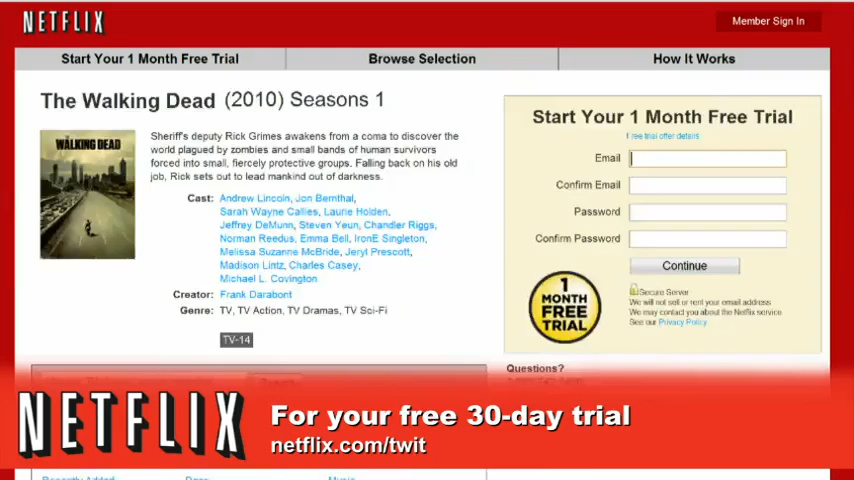 NETFLIX
Member Sign In
Start Your 1 Month Free Trial
Browse Selection
How It Works
The Walking Dead (2010) Seasons 1
WALKING DEAD
Sheriff's deputy Rick Grimes awakens from a coma to discover the
world plagued by zombies and small bands of human survivors
forced into small, fiercely protective groups. Falling back on his old
job, Rick sets out to lead mankind out of darkness.
Cast: Andrew Lincoln, Jon Bernthal,
Sarah Wayne Callies, Laurie Holden,
Jeffrey DeMunn, Steven Yeun, Chandler Riggs,
Norman Reedus, Emma Bell, IronE Singleton,
Melissa Suzanne McBride, Jeryl Prescott,
Madison Lintz, Charles Casey,
Michael L. Covington
Creator: Frank Darabont
Genre: TV, TV Action, TV Dramas, TV Sci-Fi
TV-14
Start Your 1 Month Free Trial
Free trial offer details
Email
Confirm Email
Password
Confirm Password
Continue
1
MONTH
FREE
TRIAL
Secure Server
We will not sell or rent your email address
We may contact you about the Netflix service
See our Privacy Policy
Questions?
NETFLIX
For your free 30-day trial
netflix.com/twit
Recently Added